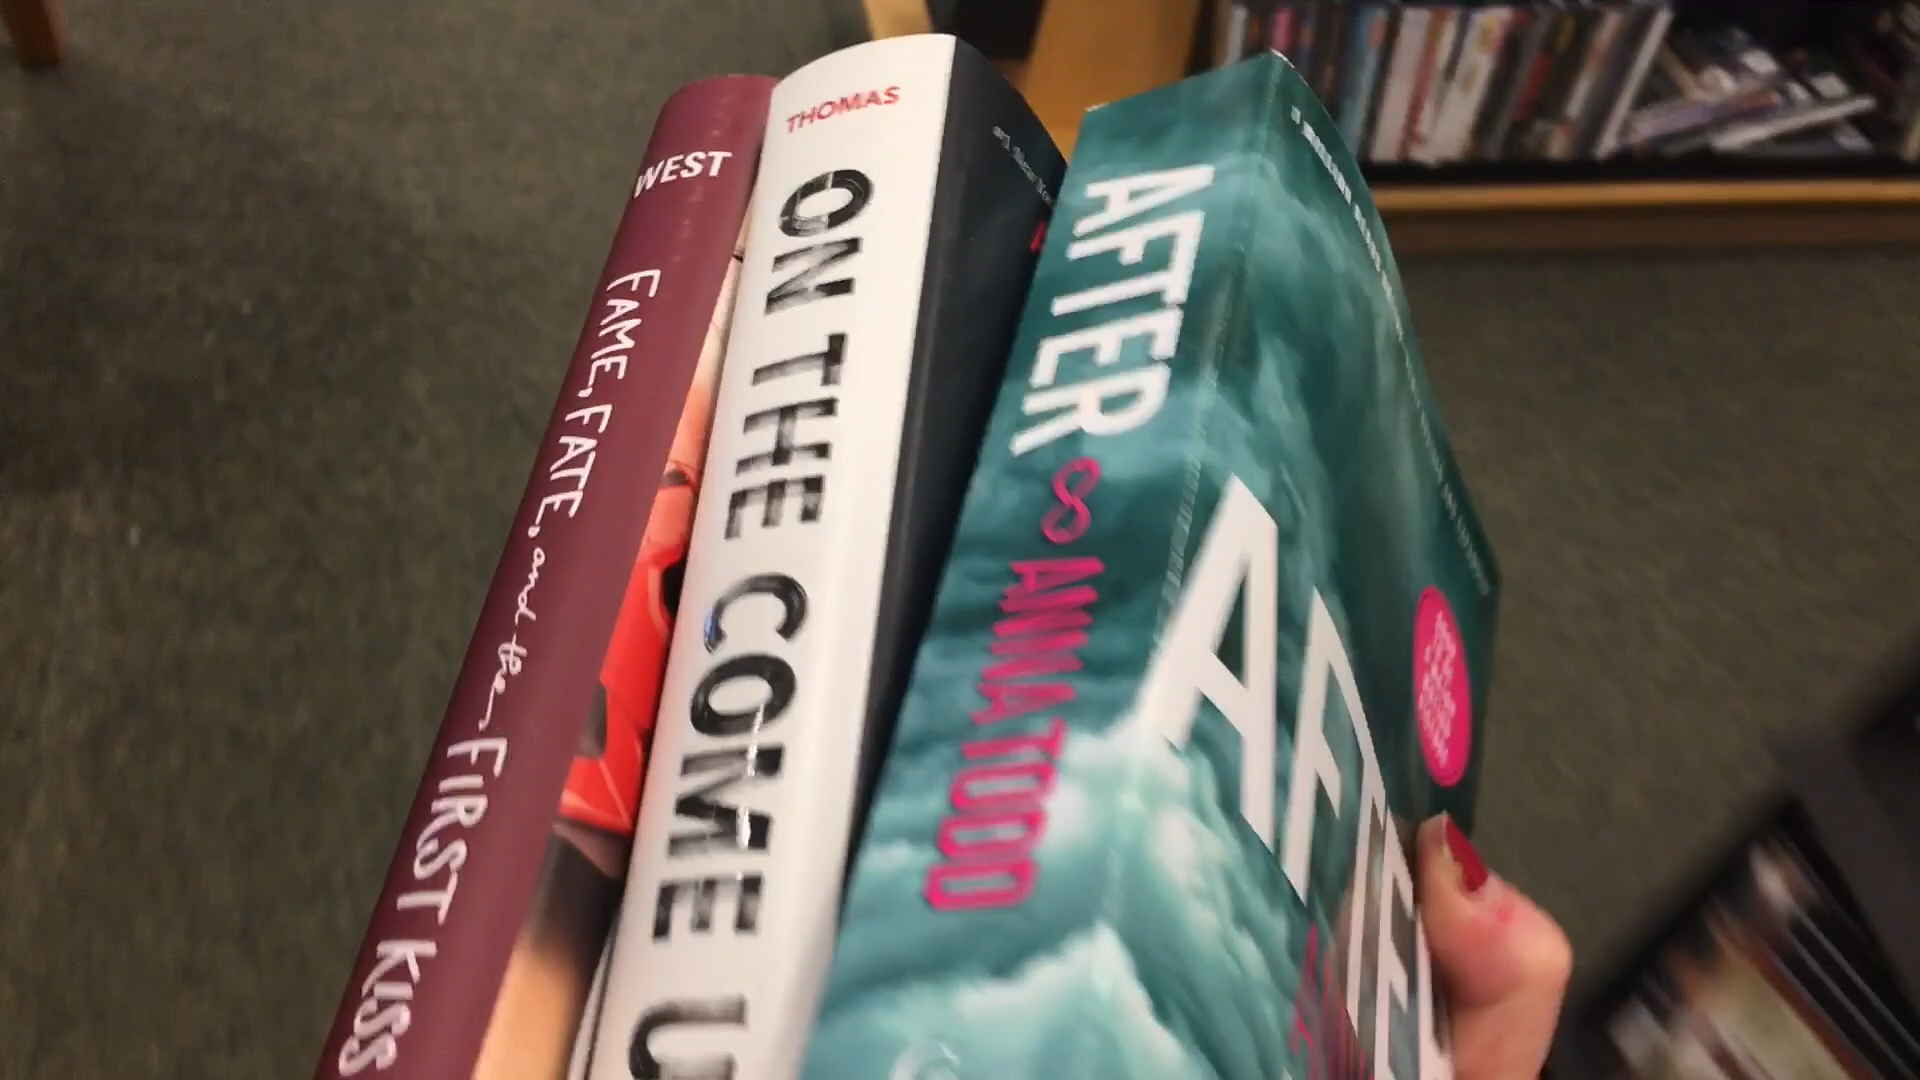 WEST
FAME, FATE, and the FIRST KISS
THOMAS
ON THE COME U
AFTER
ANNA TODD
AFTE